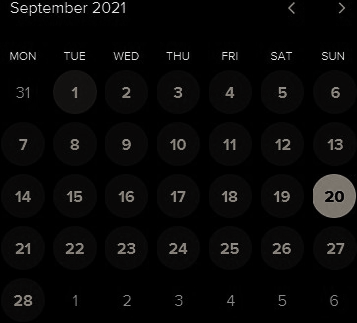 September 2021
MON TUE WED THU FRI SAT SUN
31 1 2 3 4 5 6
7 8 9 10 11 12 13
14 15 16 17 18 19 20
21 22 23 24 25 26 27
28 1 2 3 4 5 6